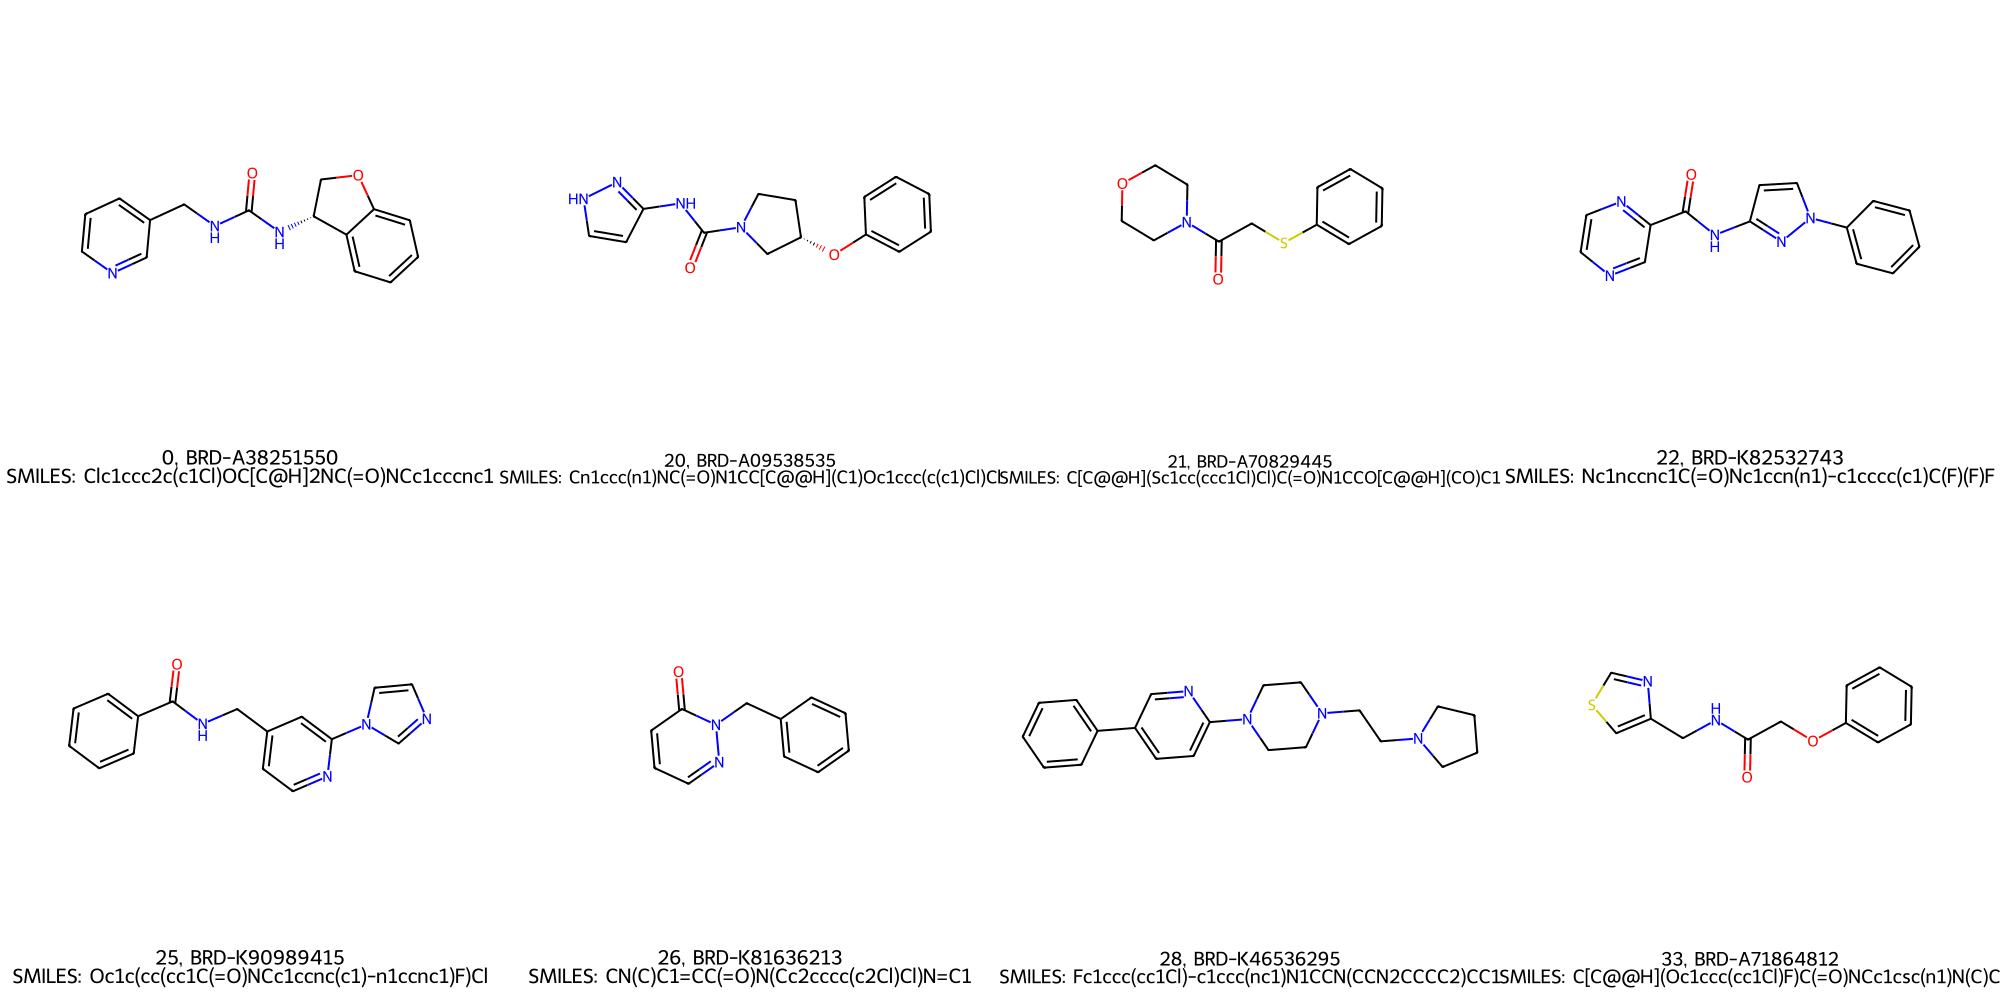 0, BRD-A38251550
SMILES: Clc1ccc2c(c1Cl)OC[C@H]2NC(=O)NCc1cccnc1
20, BRD-A09538535
SMILES: Cn1ccc(n1)NC(=O)N1CC[C@@H](C1)Oc1ccc(c(c1)Cl)Cl
21, BRD-A70829445
SMILES: C[C@@H](Sc1cc(ccc1Cl)Cl)C(=O)N1CCO[C@@H](CO)C1
22, BRD-K82532743
SMILES: Nc1nccnc1C(=O)Nc1ccn(n1)-c1cccc(c1)C(F)(F)F
25, BRD-K90989415
SMILES: Oc1c(cc(cc1C(=O)NCc1ccnc(c1)-n1ccnc1)F)Cl
26, BRD-K81636213
SMILES: CN(C)C1=CC(=O)N(Cc2cccc(c2Cl)Cl)N=C1
28, BRD-K46536295
SMILES: Fc1ccc(cc1Cl)-c1ccc(nc1)N1CCN(CCN2CCCC2)CC1
33, BRD-A71864812
SMILES: C[C@@H](Oc1ccc(cc1Cl)F)C(=O)NCc1csc(n1)N(C)C